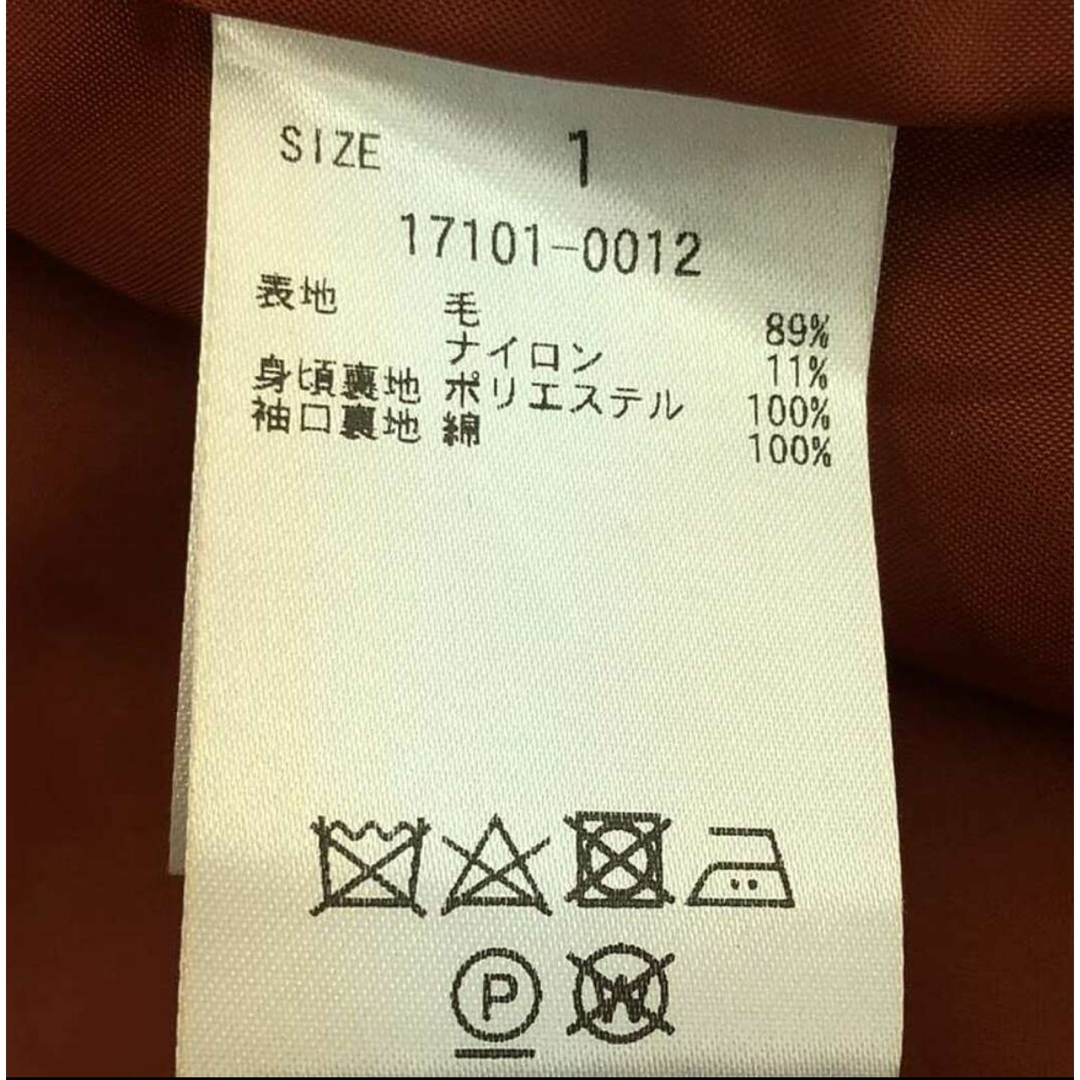 SIZE 1
17101-0012
表地 毛 89%
ナイロン 11%
身頃裏地 ポリエステル 100%
袖口裏地 綿 100%
P W